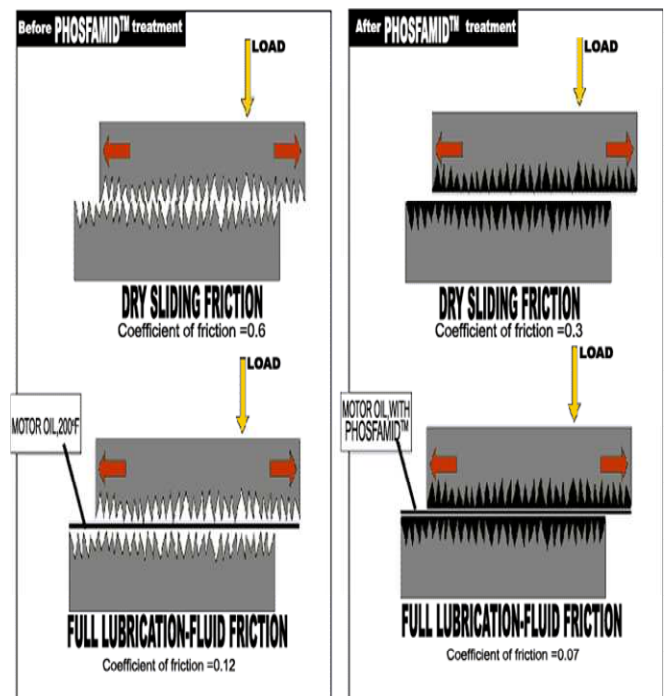 Before PHOSFAMID™ treatment
LOAD
DRY SLIDING FRICTION
Coefficient of friction =0.6
LOAD
MOTOR OIL,200°F
FULL LUBRICATION-FLUID FRICTION
Coefficient of friction =0.12
After PHOSFAMID™ treatment
LOAD
DRY SLIDING FRICTION
Coefficient of friction =0.3
LOAD
MOTOR OIL,WITH
PHOSFAMID™
FULL LUBRICATION-FLUID FRICTION
Coefficient of friction =0.07